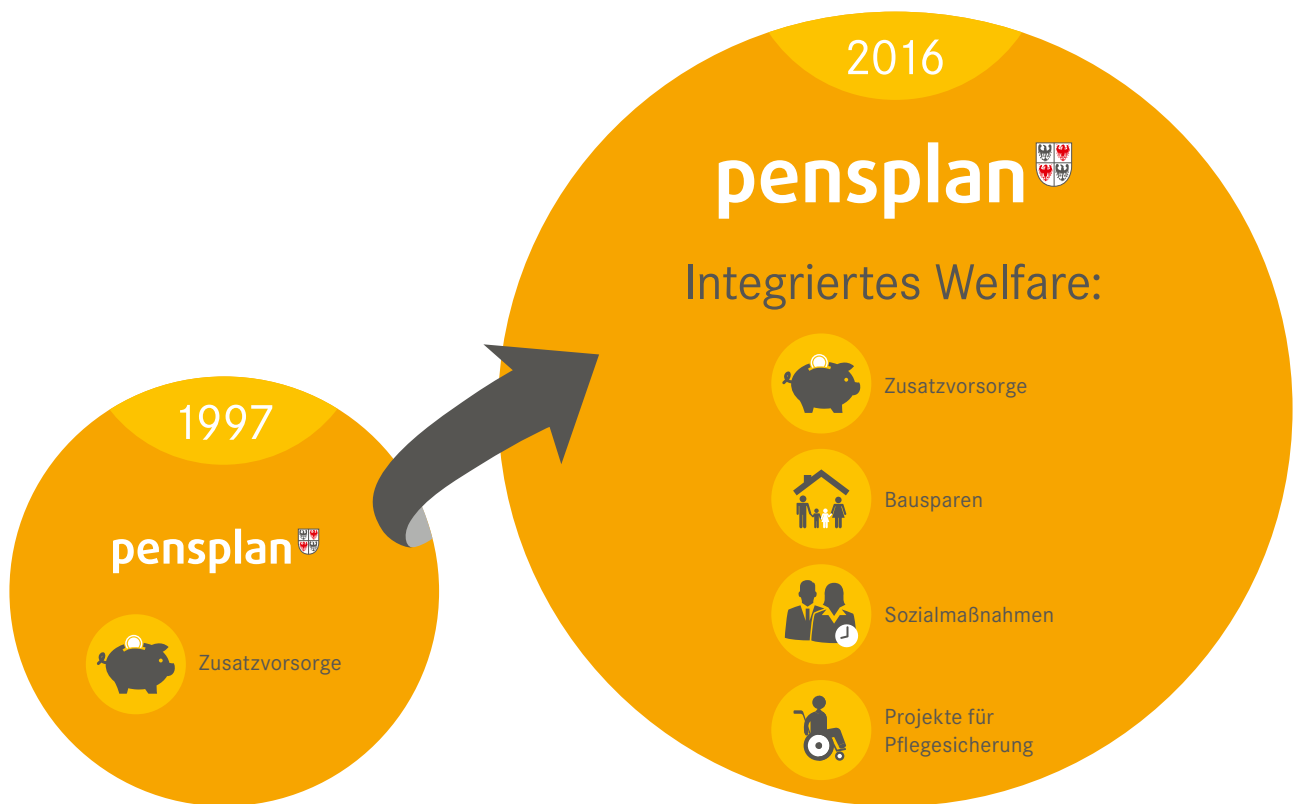 1997
pensplan
Zusatzvorsorge
2016
pensplan
Integriertes Welfare:
Zusatzvorsorge
Bausparen
Sozialmaßnahmen
Projekte für
Pflegesicherung